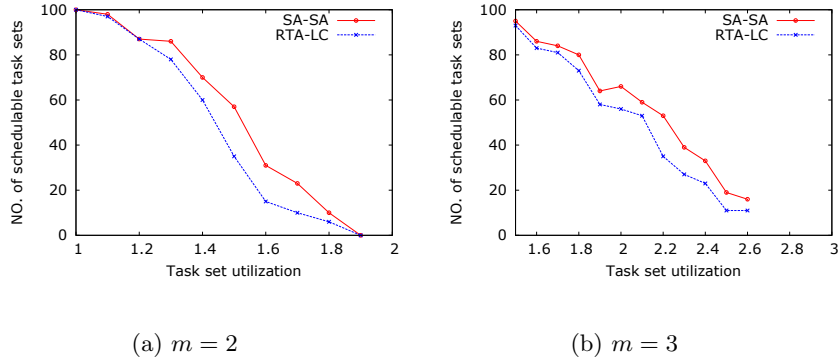 SA-SA
RTA-LC
NO. of schedulable task sets
100
80
60
40
20
0
1 1.2 1.4 1.6 1.8 2
Task set utilization
(a) m = 2
SA-SA
RTA-LC
NO. of schedulable task sets
100
80
60
40
20
0
1.6 1.8 2 2.2 2.4 2.6 2.8 3
Task set utilization
(b) m = 3